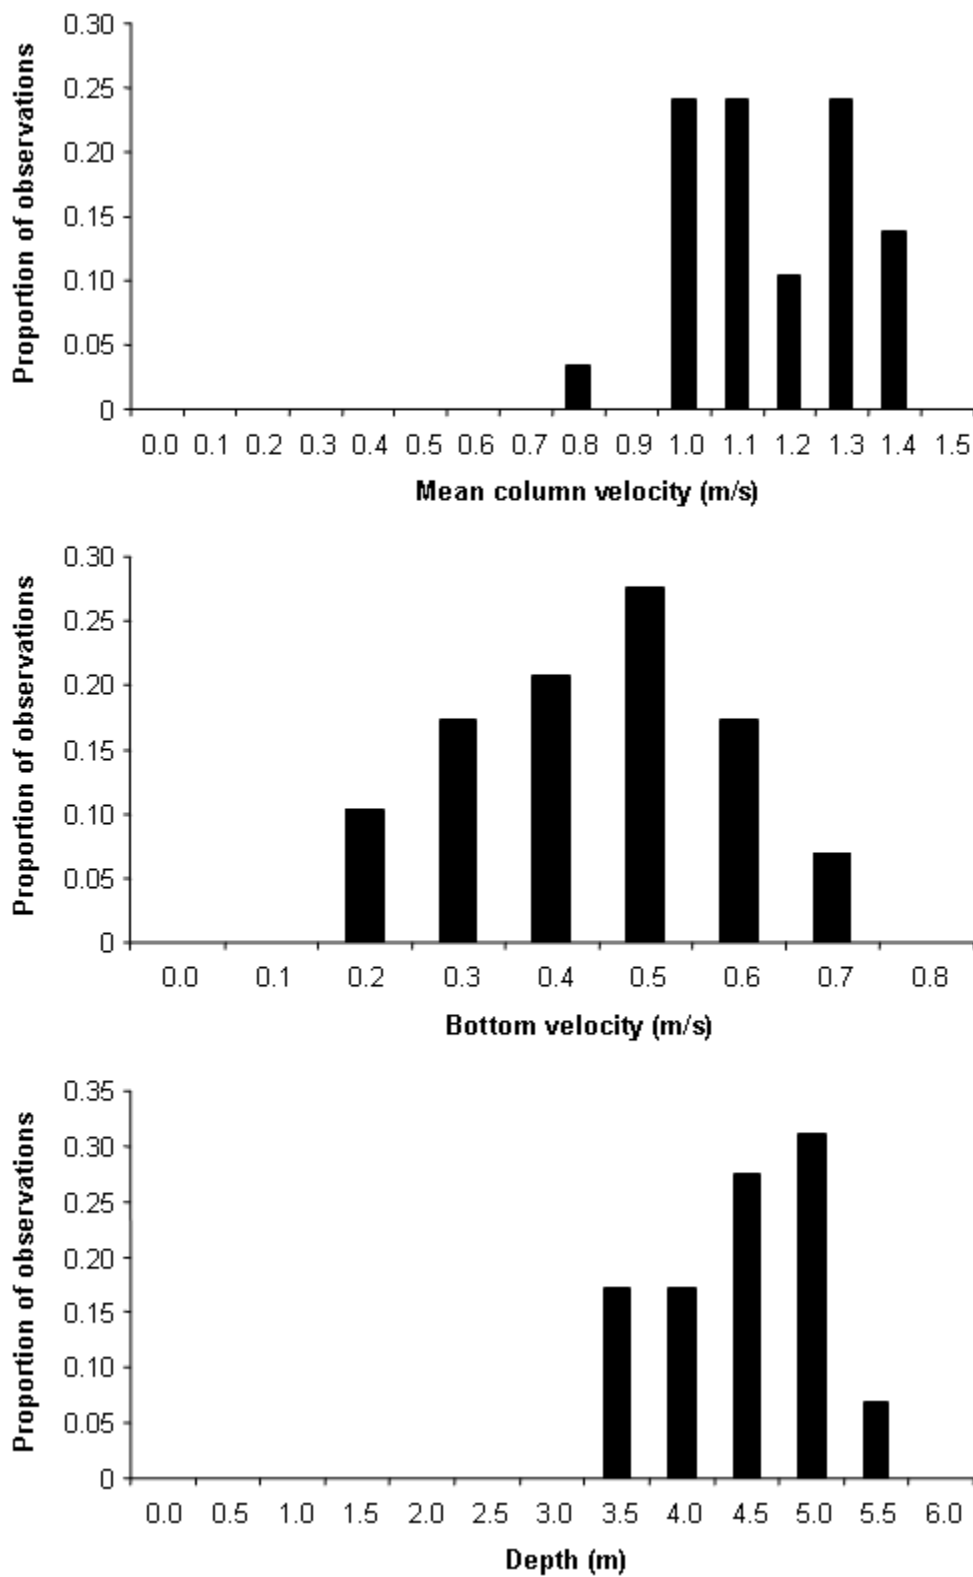 Proportion of observations
0.30
0.25
0.20
0.15
0.10
0.05
0
0.0 0.1 0.2 0.3 0.4 0.5 0.6 0.7 0.8 0.9 1.0 1.1 1.2 1.3 1.4 1.5
Mean column velocity (m/s)
Proportion of observations
0.30
0.25
0.20
0.15
0.10
0.05
0
0.0 0.1 0.2 0.3 0.4 0.5 0.6 0.7 0.8
Bottom velocity (m/s)
Proportion of observations
0.35
0.30
0.25
0.20
0.15
0.10
0.05
0
0.0 0.5 1.0 1.5 2.0 2.5 3.0 3.5 4.0 4.5 5.0 5.5 6.0
Depth (m)